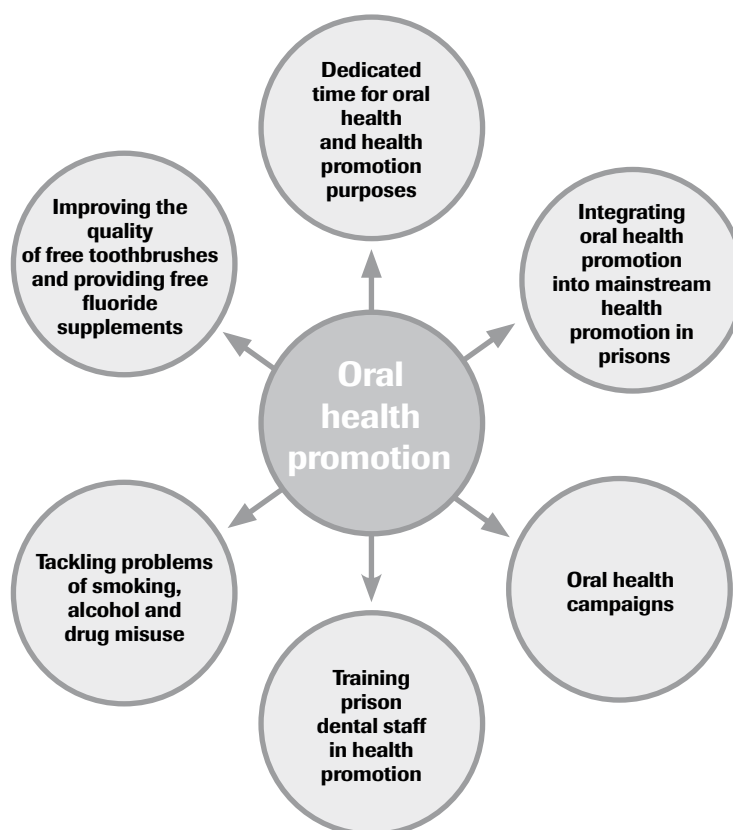 Dedicated
time for oral
health
and health
promotion
purposes
Improving the
quality
of free toothbrushes
and providing free
fluoride
supplements
Integrating
oral health
promotion
into mainstream
health
promotion in
prisons
Oral
health
promotion
Tackling problems
of smoking,
alcohol and
drug misuse
Oral health
campaigns
Training
prison
dental staff
in health
promotion